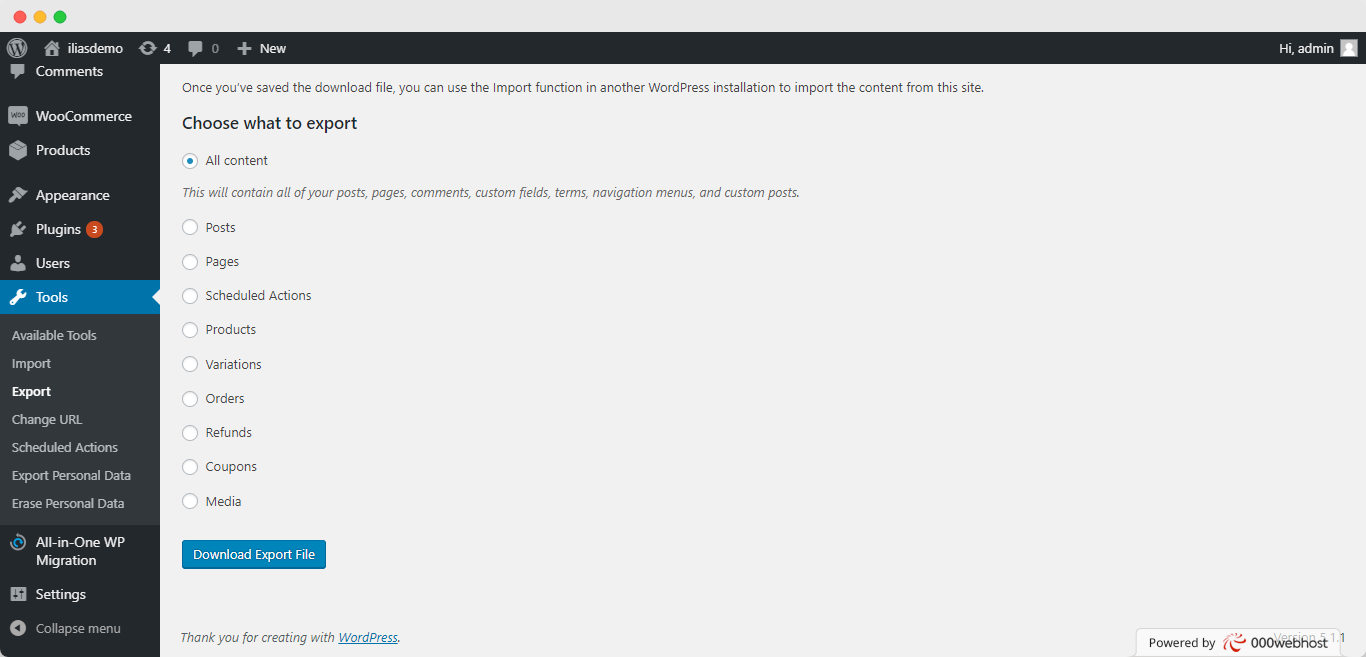 iliasdemo 4 0 New Hi, admin
Comments
WOO WooCommerce
Products
Appearance
Plugins 3
Users
Tools
Available Tools
Import
Export
Change URL
Scheduled Actions
Export Personal Data
Erase Personal Data
All-in-One WP
Migration
Settings
Collapse menu
Once you've saved the download file, you can use the Import function in another WordPress installation to import the content from this site.
Choose what to export
All content
This will contain all of your posts, pages, comments, custom fields, terms, navigation menus, and custom posts.
Posts
Pages
Scheduled Actions
Products
Variations
Orders
Refunds
Coupons
Media
Download Export File
Thank you for creating with WordPress.
Version 5.1.1
Powered by 000webhost